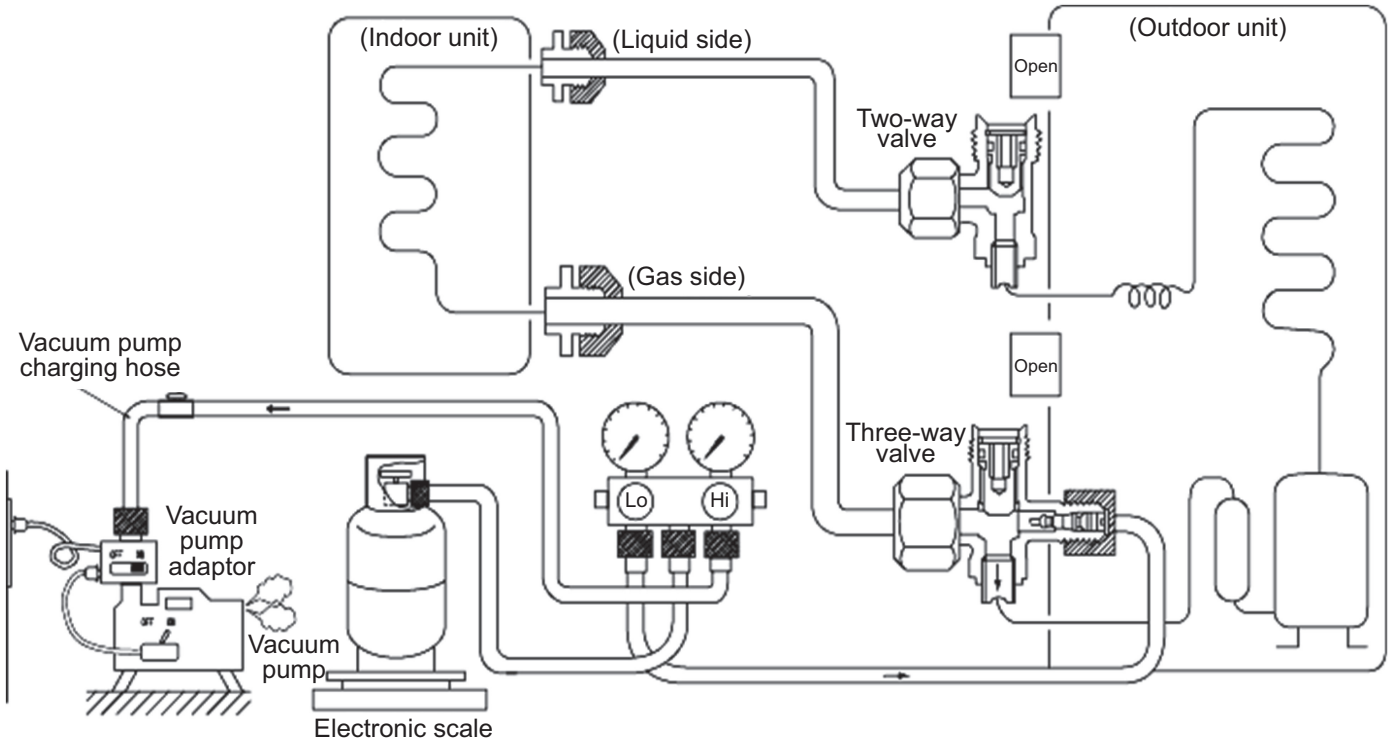 (Indoor unit)
(Liquid side)
Open
(Outdoor unit)
Two-way
valve
(Gas side)
Open
Vacuum pump
charging hose
Three-way
valve
Lo
Hi
Vacuum
pump
adaptor
Vacuum
pump
Electronic scale